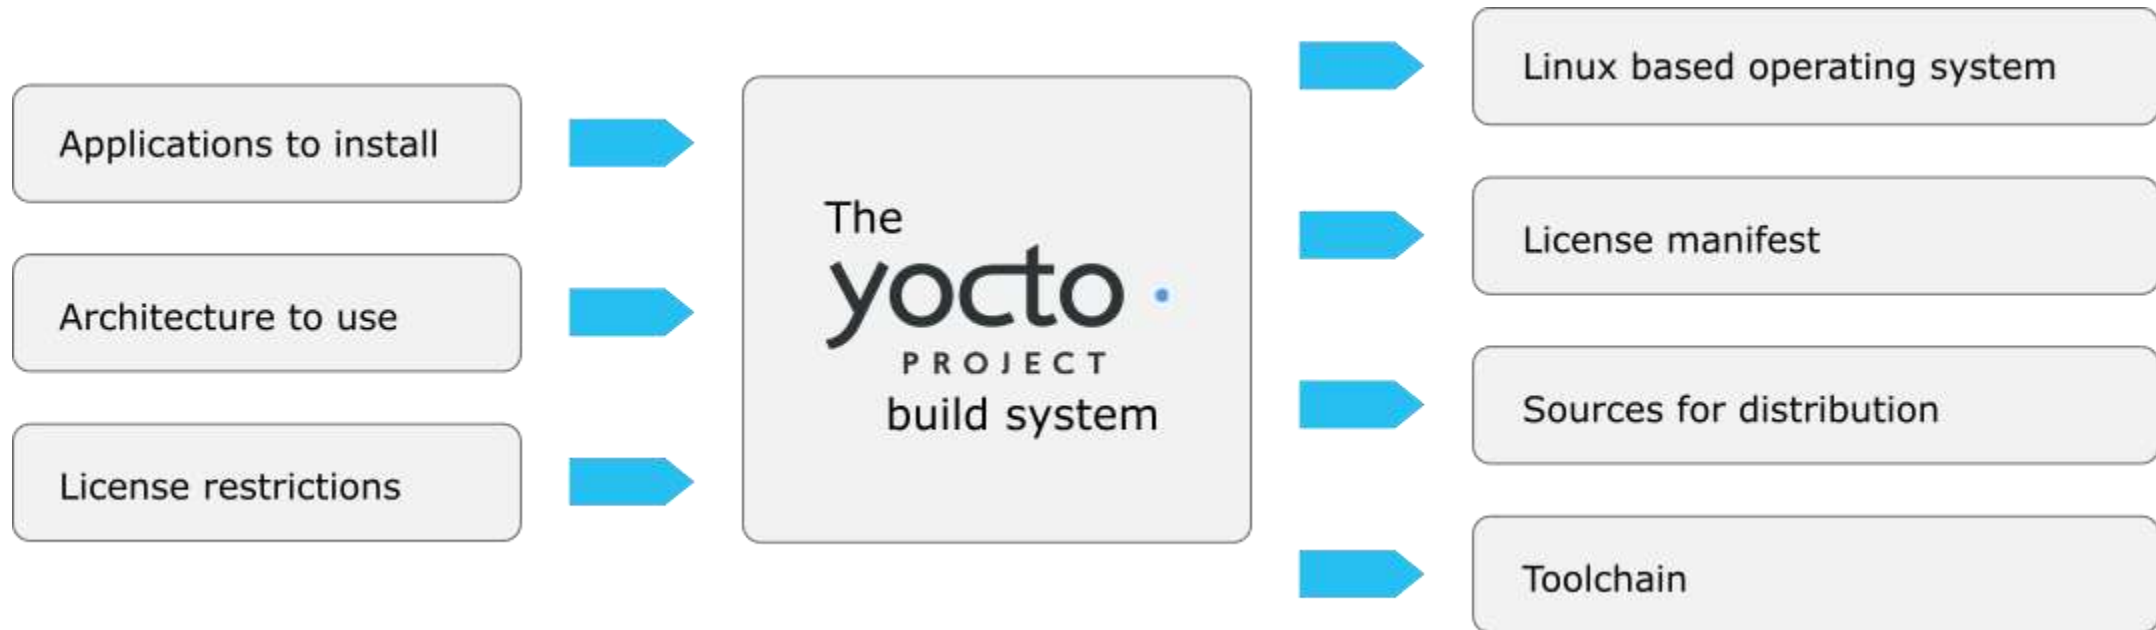 Applications to install
Architecture to use
License restrictions
The
yocto
PROJECT
build system
Linux based operating system
License manifest
Sources for distribution
Toolchain